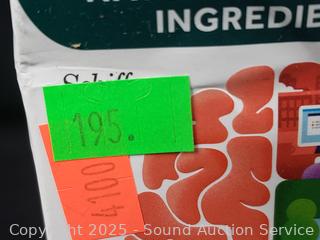 INGREDIE
Schiff
195.
4100
Copyright 2025 - Sound Auction Service